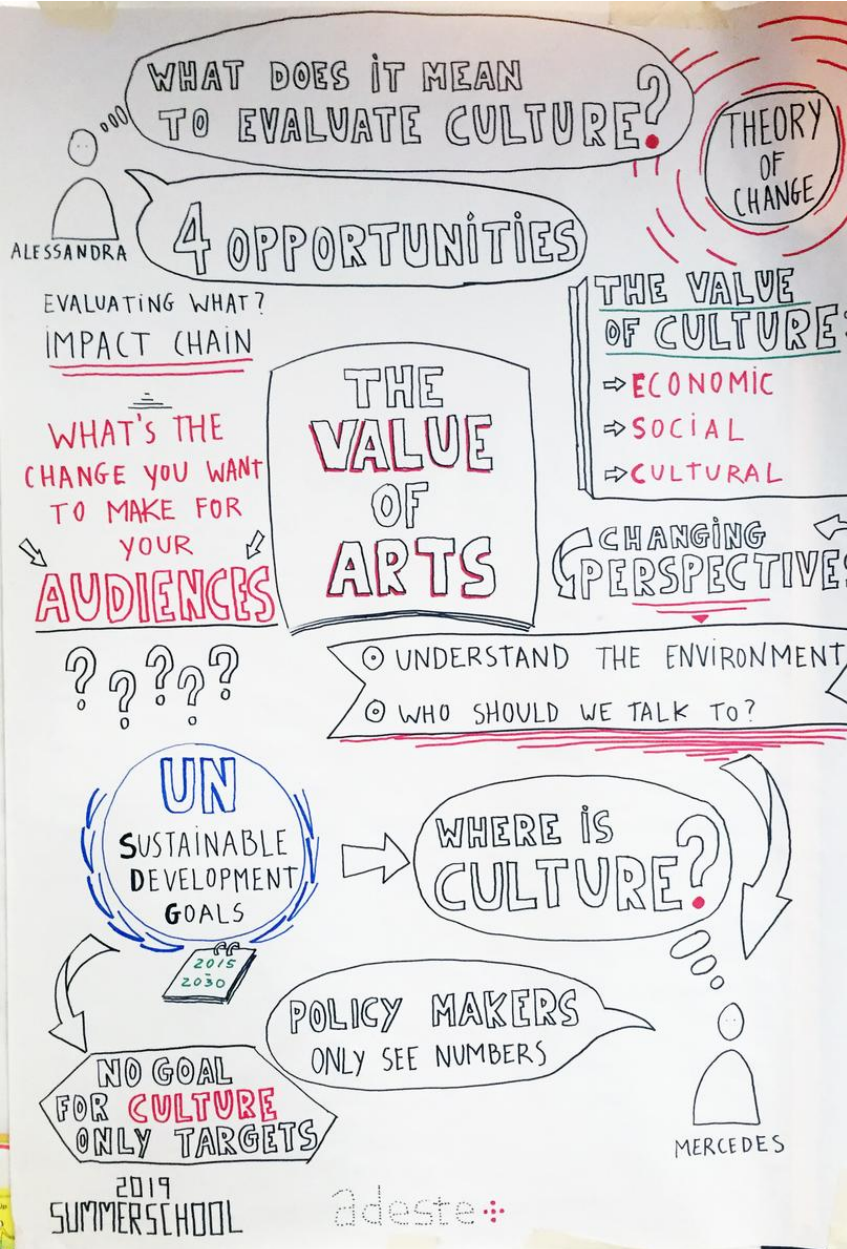 WHAT DOES IT MEAN
TO EVALUATE CULTURE?
THEORY
OF
CHANGE
ALESSANDRA
4 OPPORTUNITIES
EVALUATING WHAT?
IMPACT CHAIN
THE VALUE
OF CULTURE:
⇨ ECONOMIC
⇨ SOCIAL
⇨ CULTURAL
THE
VALUE
OF
ARTS
WHAT'S THE
CHANGE YOU WANT
TO MAKE FOR
YOUR
AUDIENCES
? ? ? ? ?
CHANGING
PERSPECTIVES
UNDERSTAND THE ENVIRONMENT
WHO SHOULD WE TALK TO?
UN
SUSTAINABLE
DEVELOPMENT
GOALS
2015
-
2030
WHERE IS
CULTURE?
POLICY MAKERS
ONLY SEE NUMBERS
NO GOAL
FOR CULTURE
ONLY TARGETS
MERCEDES
2019
SUMMERSCHOOL
adeste+